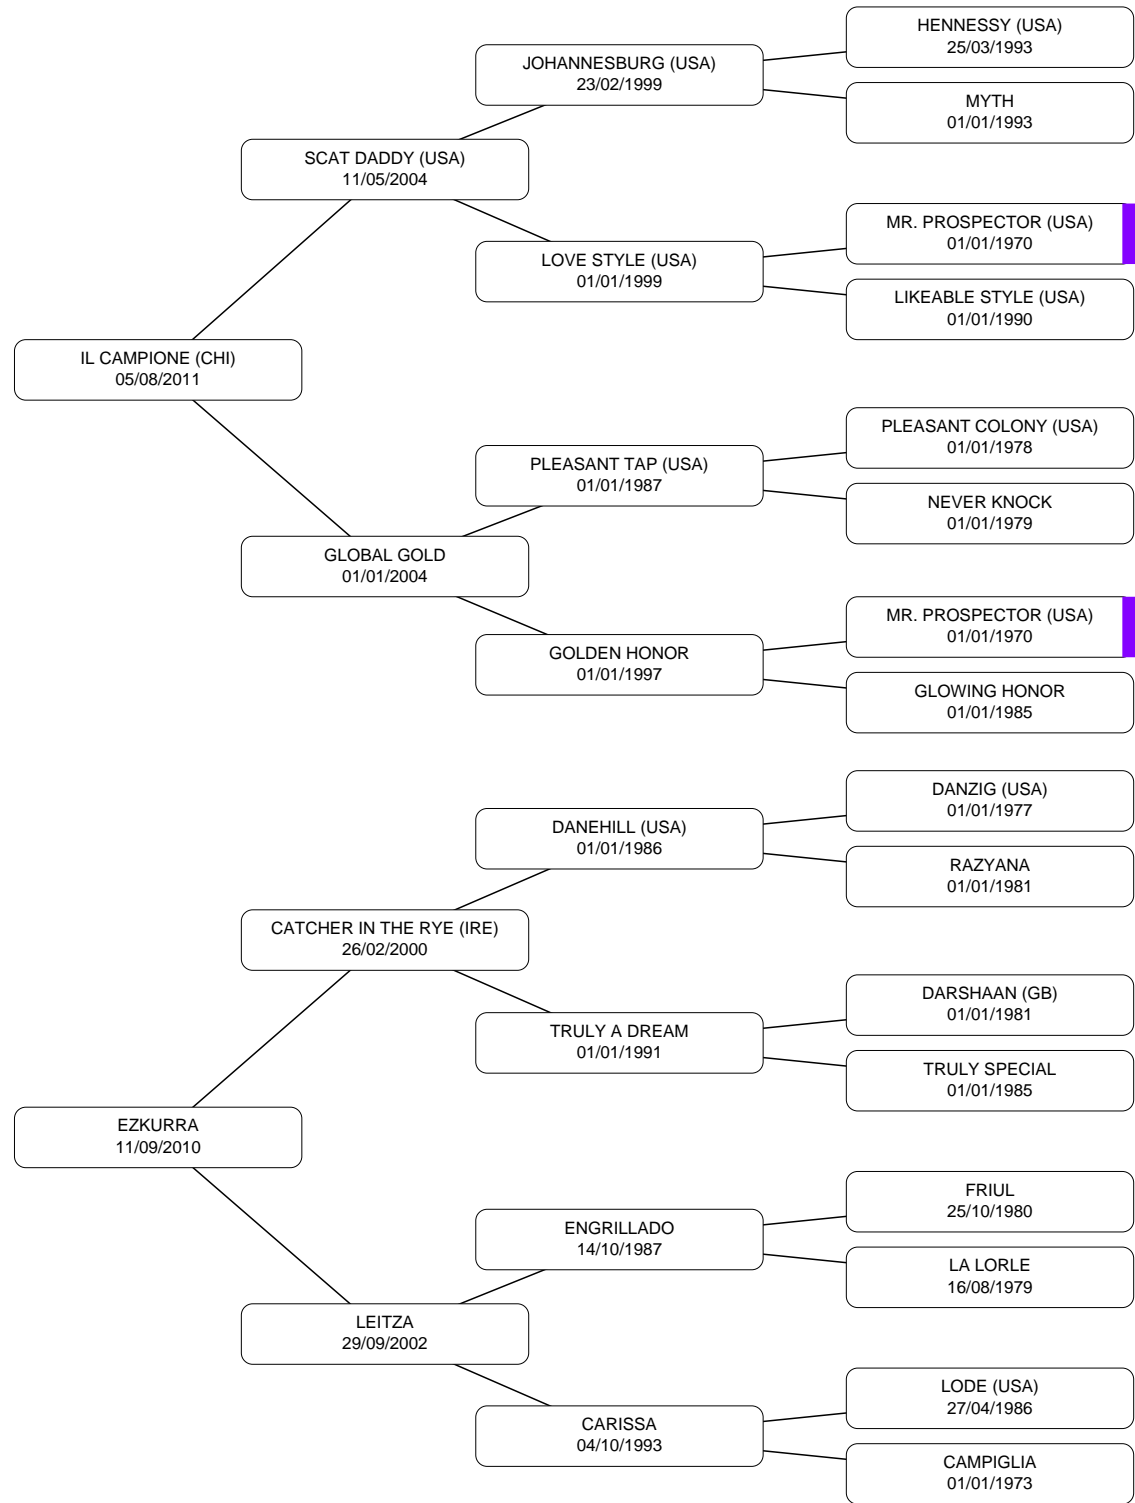 HENNESSY (USA)
25/03/1993
JOHANNESBURG (USA)
23/02/1999
MYTH
01/01/1993
SCAT DADDY (USA)
11/05/2004
MR. PROSPECTOR (USA)
01/01/1970
LOVE STYLE (USA)
01/01/1999
LIKEABLE STYLE (USA)
01/01/1990
IL CAMPIONE (CHI)
05/08/2011
PLEASANT COLONY (USA)
01/01/1978
PLEASANT TAP (USA)
01/01/1987
NEVER KNOCK
01/01/1979
GLOBAL GOLD
01/01/2004
MR. PROSPECTOR (USA)
01/01/1970
GOLDEN HONOR
01/01/1997
GLOWING HONOR
01/01/1985
DANZIG (USA)
01/01/1977
DANEHILL (USA)
01/01/1986
RAZYANA
01/01/1981
CATCHER IN THE RYE (IRE)
26/02/2000
DARSHAAN (GB)
01/01/1981
TRULY A DREAM
01/01/1991
TRULY SPECIAL
01/01/1985
EZKURRA
11/09/2010
FRIUL
25/10/1980
ENGRILLADO
14/10/1987
LA LORLE
16/08/1979
LEITZA
29/09/2002
LODE (USA)
27/04/1986
CARISSA
04/10/1993
CAMPIGLIA
01/01/1973